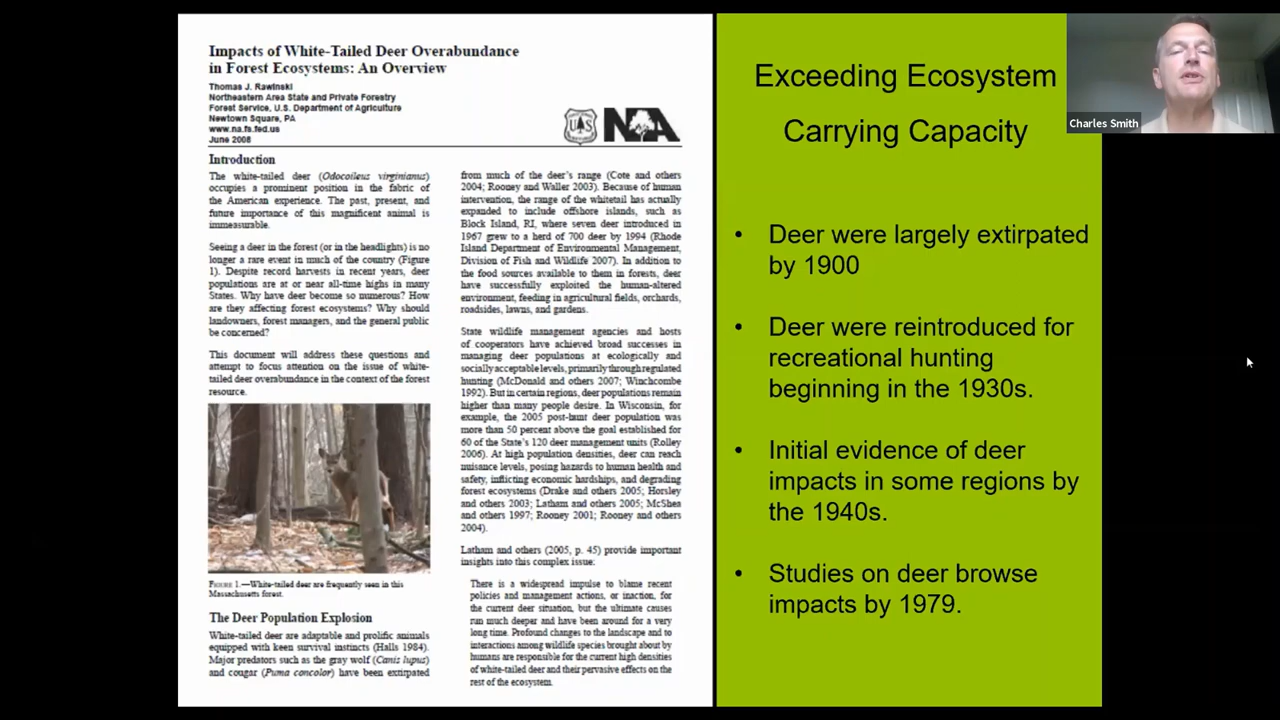 Impacts of White-Tailed Deer Overabundance
in Forest Ecosystems: An Overview
Thomas J. Rawinski
Northeastern Area State and Private Forestry
Forest Service, U.S. Department of Agriculture
Newtown Square, PA
www.na.fs.fed.us
June 2008
NA
Introduction
The white-tailed deer (Odocoileus virginianus)
occupies a prominent position in the fabric of
the American experience. The past, present, and
future importance of this magnificent animal is
immeasurable.
Seeing a deer in the forest (or in the headlights) is no
longer a rare event in much of the country (Figure
1). Despite record harvests in recent years, deer
populations are at or near all-time highs in many
States. Why have deer become so numerous? How
are they affecting forest ecosystems? Why should
landowners, forest managers, and the general public
be concerned?
This document will address these questions and
attempt to focus attention on the issue of white-
tailed deer overabundance in the context of the forest
resource.
Figure 1.—White-tailed deer are frequently seen in this
Massachusetts forest.
The Deer Population Explosion
White-tailed deer are adaptable and prolific animals
equipped with keen survival instincts (Halls 1984).
Major predators such as the gray wolf (Canis lupus)
and cougar (Puma concolor) have been extirpated
from much of the deer's range (Cote and others
2004; Rooney and Waller 2003). Because of human
intervention, the range of the whitetail has actually
expanded to include offshore islands, such as
Block Island, RI, where seven deer introduced in
1967 grew to a herd of 700 deer by 1994 (Rhode
Island Department of Environmental Management,
Division of Fish and Wildlife 2007). In addition to
the food sources available to them in forests, deer
have successfully exploited the human-altered
environment, feeding in agricultural fields, orchards,
roadsides, lawns, and gardens.
State wildlife management agencies and hosts
of cooperators have achieved broad successes in
managing deer populations at ecologically and
socially acceptable levels, primarily through regulated
hunting (McDonald and others 2007; Winchcombe
1992). But in certain regions, deer populations remain
higher than many people desire. In Wisconsin, for
example, the 2005 post-hunt deer population was
more than 50 percent above the goal established for
60 of the State's 120 deer management units (Rolley
2006). At high population densities, deer can reach
nuisance levels, posing hazards to human health and
safety, inflicting economic hardships, and degrading
forest ecosystems (Drake and others 2005; Horsley
and others 2003; Latham and others 2005; McShea
and others 1997; Rooney 2001; Rooney and others
2004).
Latham and others (2005, p. 45) provide important
insights into this complex issue:
There is a widespread impulse to blame recent
policies and management actions, or inaction, for
the current deer situation, but the ultimate causes
run much deeper and have been around for a very
long time. Profound changes to the landscape and to
interactions among wildlife species brought about by
humans are responsible for the current high densities
of white-tailed deer and their pervasive effects on the
rest of the ecosystem.
Exceeding Ecosystem
Carrying Capacity
• Deer were largely extirpated
by 1900
• Deer were reintroduced for
recreational hunting
beginning in the 1930s.
• Initial evidence of deer
impacts in some regions by
the 1940s.
• Studies on deer browse
impacts by 1979.
Charles Smith